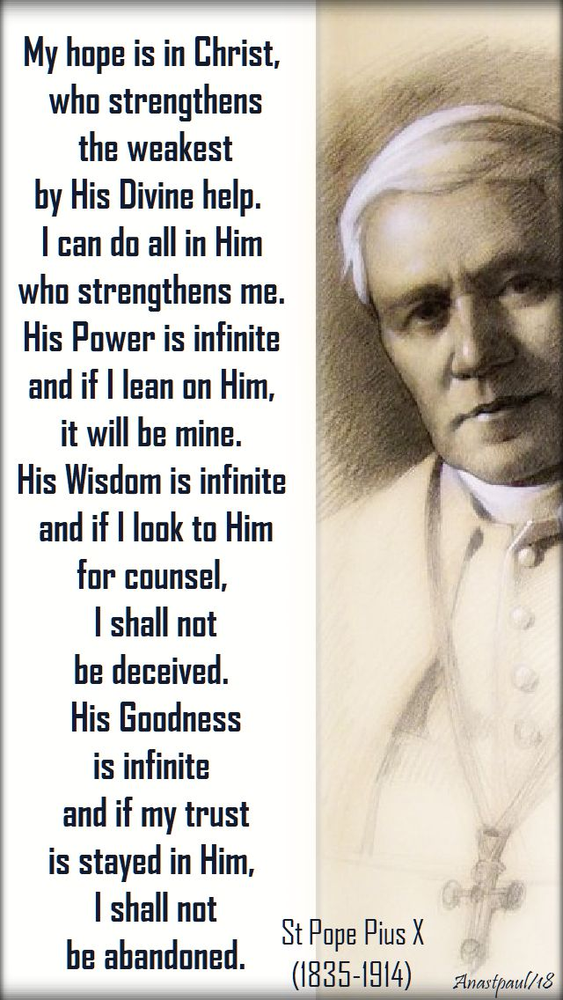 My hope is in Christ,
who strengthens
the weakest
by His Divine help.
I can do all in Him
who strengthens me.
His Power is infinite
and if I lean on Him,
it will be mine.
His Wisdom is infinite
and if I look to Him
for counsel,
I shall not
be deceived.
His Goodness
is infinite
and if my trust
is stayed in Him,
I shall not
be abandoned.
St Pope Pius X
(1835-1914)
Anastpaul/18